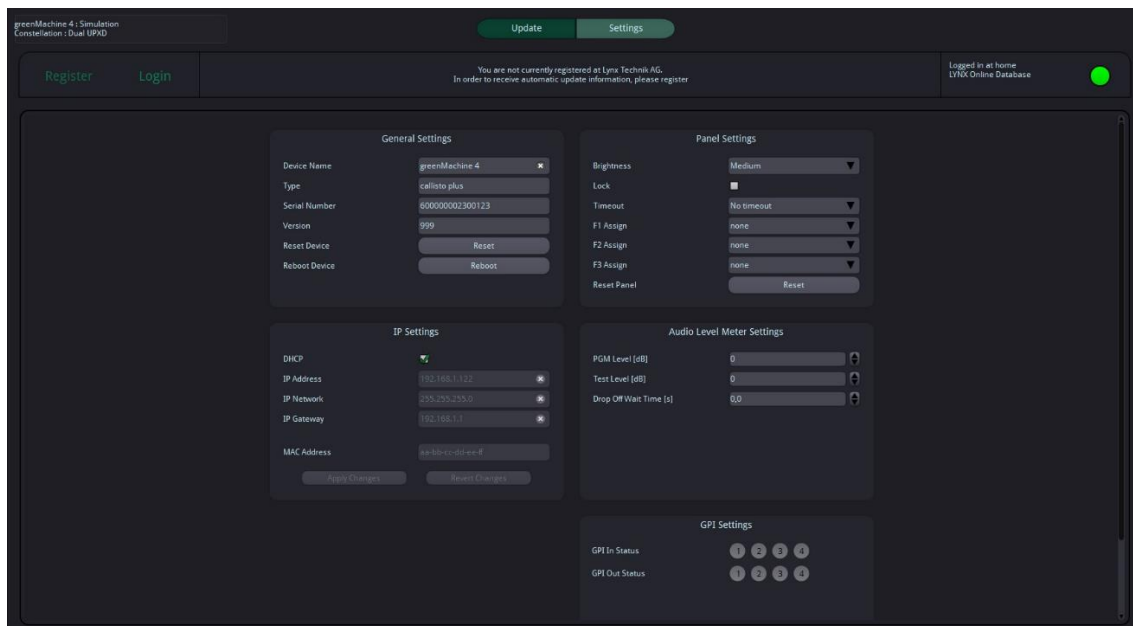 greenMachine 4 : Simulation
Constellation : Dual UPXD
Update
Settings
Register
Login
You are not currently registered at Lynx Technik AG.
In order to receive automatic update information, please register
Logged in at home
LYNX Online Database
General Settings
Device Name greenMachine 4
Type callisto plus
Serial Number 600000002300123
Version 999
Reset Device Reset
Reboot Device Reboot
Panel Settings
Brightness Medium
Lock
Timeout No timeout
F1 Assign none
F2 Assign none
F3 Assign none
Reset Panel Reset
IP Settings
DHCP
IP Address 192.168.1.122
IP Network 255.255.255.0
IP Gateway 192.168.1.1
MAC Address aa-bb-cc-dd-ee-ff
Apply Changes Revert Changes
Audio Level Meter Settings
PGM Level [dB] 0
Test Level [dB] 0
Drop Off Wait Time [s] 0,0
GPI Settings
GPI In Status 1 2 3 4
GPI Out Status 1 2 3 4